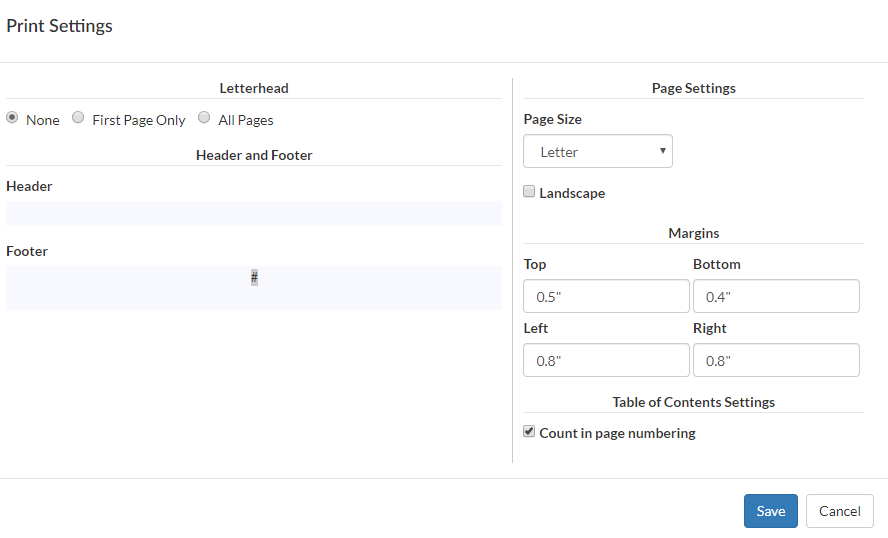 Print Settings
Letterhead
None First Page Only All Pages
Header and Footer
Header
Footer
#
Page Settings
Page Size
Letter
Landscape
Margins
Top Bottom
0.5" 0.4"
Left Right
0.8" 0.8"
Table of Contents Settings
Count in page numbering
Save Cancel